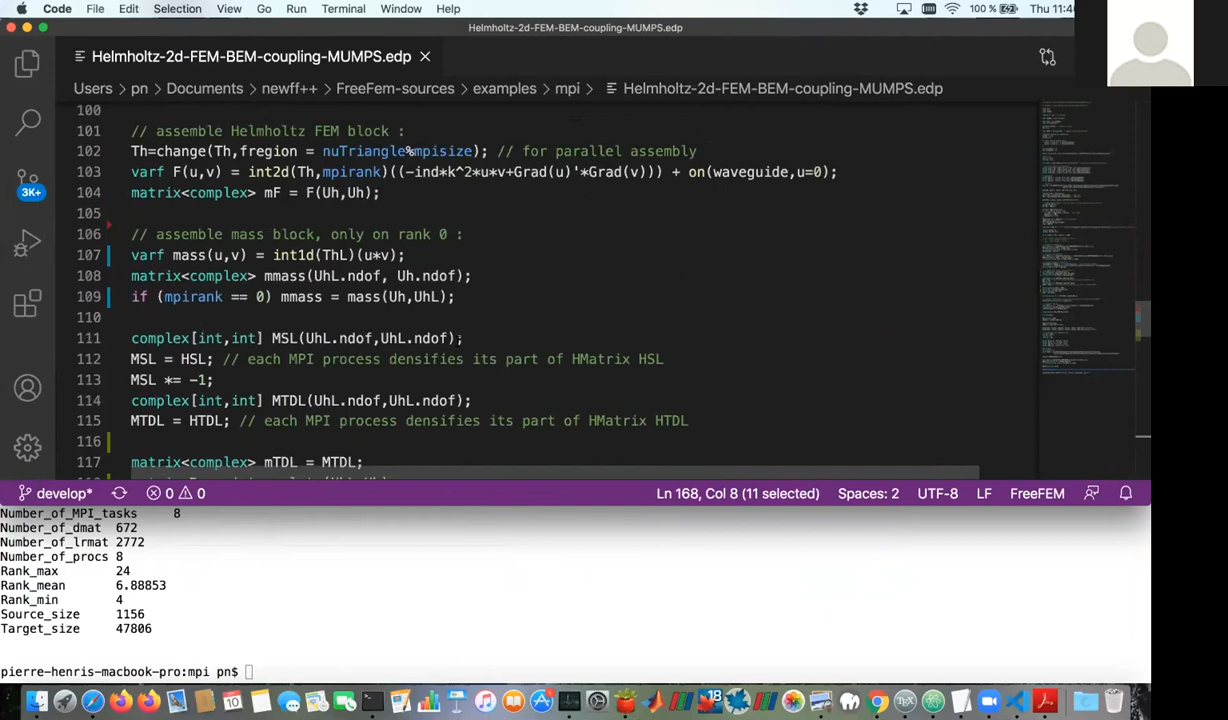 Code File Edit Selection View Go Run Terminal Window Help 100 % Thu 11:4
Helmholtz-2d-FEM-BEM-coupling-MUMPS.edp
Helmholtz-2d-FEM-BEM-coupling-MUMPS.edp
Users > pn > Documents > newff++ > FreeFem-sources > examples > mpi > Helmholtz-2d-FEM-BEM-coupling-MUMPS.edp
100
101 // assemble Helmholtz FEM block :
102 Th=change(Th,fregion = nuTriangle%mpisize); // for parallel assembly
103 varf F(u,v) = int2d(Th,mpirank)((-ind*k^2*u*v+Grad(u)'*Grad(v))) + on(waveguide,u=0);
104 matrix<complex> mF = F(Uh,Uh);
105
106 // assemble mass block, only on rank 0 :
107 varf mass(u,v) = int1d(ThL)(u*v);
108 matrix<complex> mmass(UhL.ndof, Uh.ndof);
109 if (mpirank == 0) mmass = mass(Uh,UhL);
110
111 complex[int,int] MSL(UhL.ndof,UhL.ndof);
112 MSL = HSL; // each MPI process densifies its part of HMatrix HSL
113 MSL *= -1;
114 complex[int,int] MTDL(UhL.ndof,UhL.ndof);
115 MTDL = HTDL; // each MPI process densifies its part of HMatrix HTDL
116
117 matrix<complex> mTDL = MTDL;
3K+
develop* 0 0 Ln 168, Col 8 (11 selected) Spaces: 2 UTF-8 LF FreeFEM
Number_of_MPI_tasks 8
Number_of_dmat 672
Number_of_lrmat 2772
Number_of_procs 8
Rank_max 24
Rank_mean 6.88853
Rank_min 4
Source_size 1156
Target_size 47806
pierre-henris-macbook-pro:mpi pn$
10
18